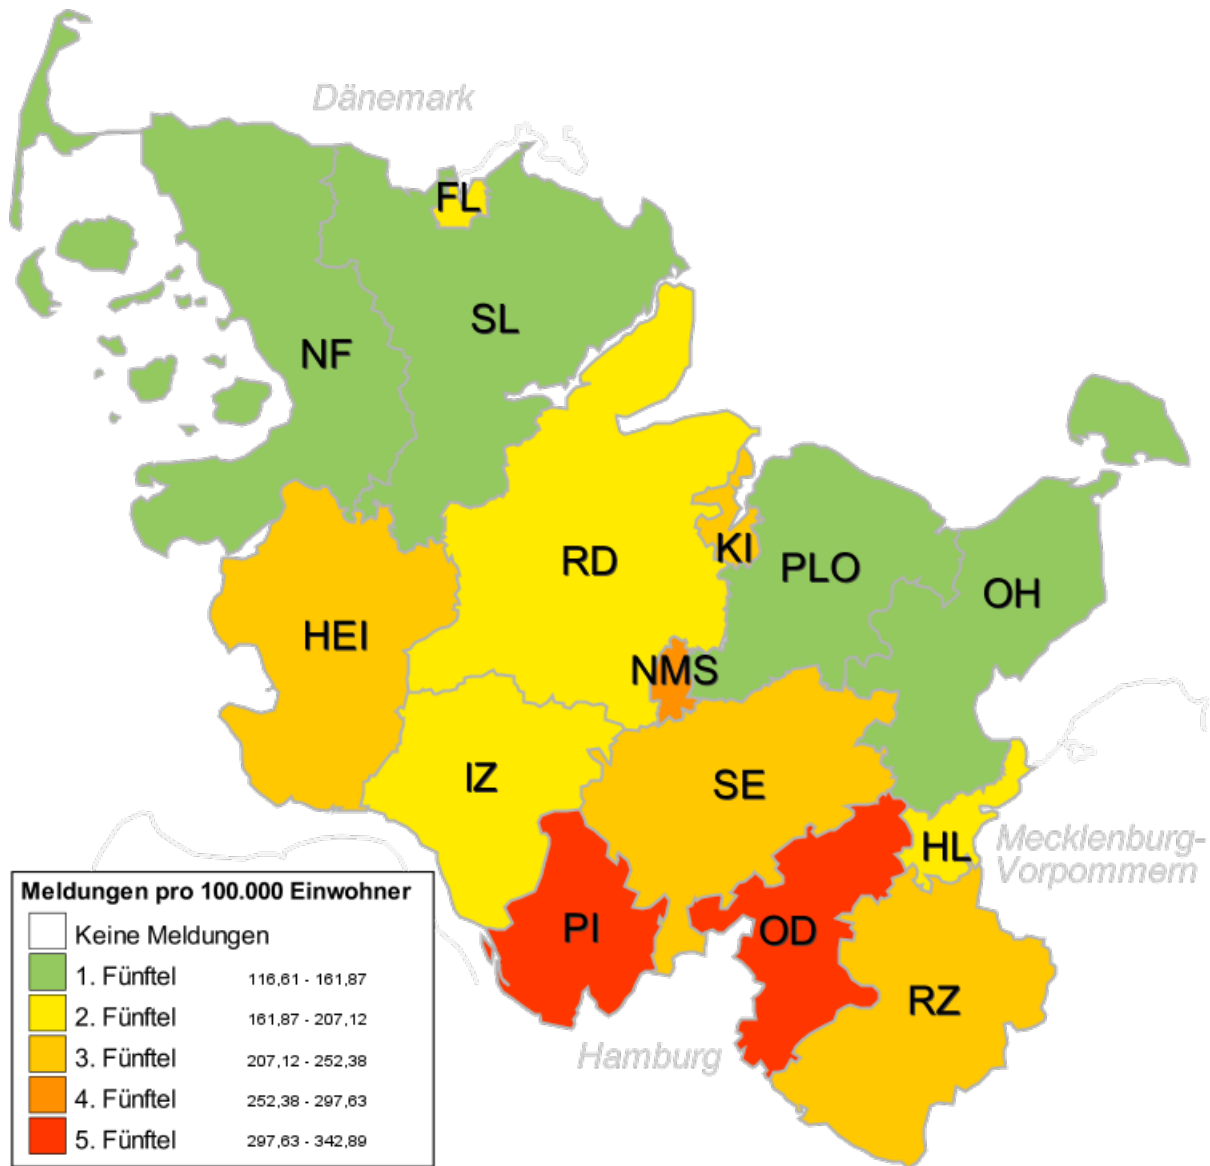 Dänemark
FL
SL
NF
RD
KI
PLO
OH
HEI
NMS
IZ
SE
HL
Mecklenburg-
Vorpommern
PI
OD
RZ
Hamburg
Meldungen pro 100.000 Einwohner
Keine Meldungen
1. Fünftel 116,61 - 161,87
2. Fünftel 161,87 - 207,12
3. Fünftel 207,12 - 252,38
4. Fünftel 252,38 - 297,63
5. Fünftel 297,63 - 342,89